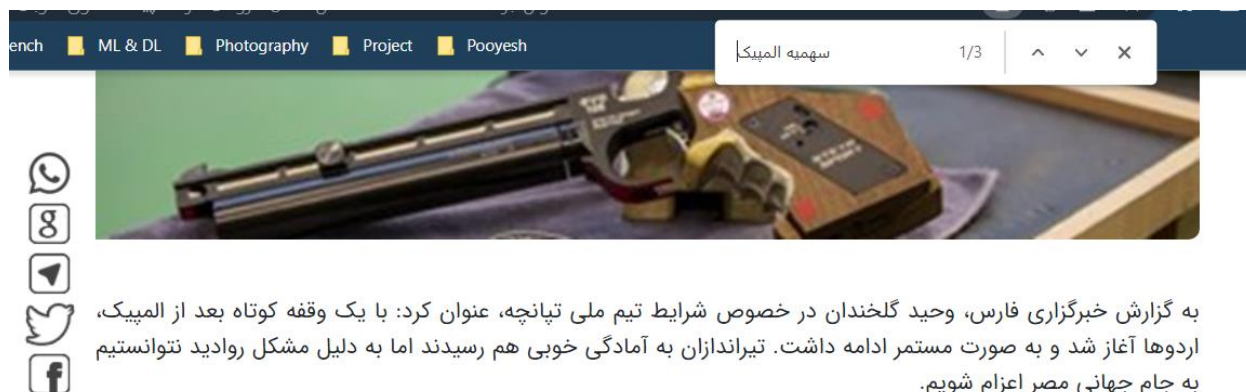 ench ML & DL Photography Project Pooyesh
سهمیه المپیک 1/3
به گزارش خبرگزاری فارس، وحید گلخندان در خصوص شرایط تیم ملی تپانچه، عنوان کرد: با یک وقفه کوتاه بعد از المپیک،
اردوها آغاز شد و به صورت مستمر ادامه داشت. تیراندازان به آمادگی خوبی هم رسیدند اما به دلیل مشکل روادید نتوانستیم
به جام جهانی مصر اعزام شویم.